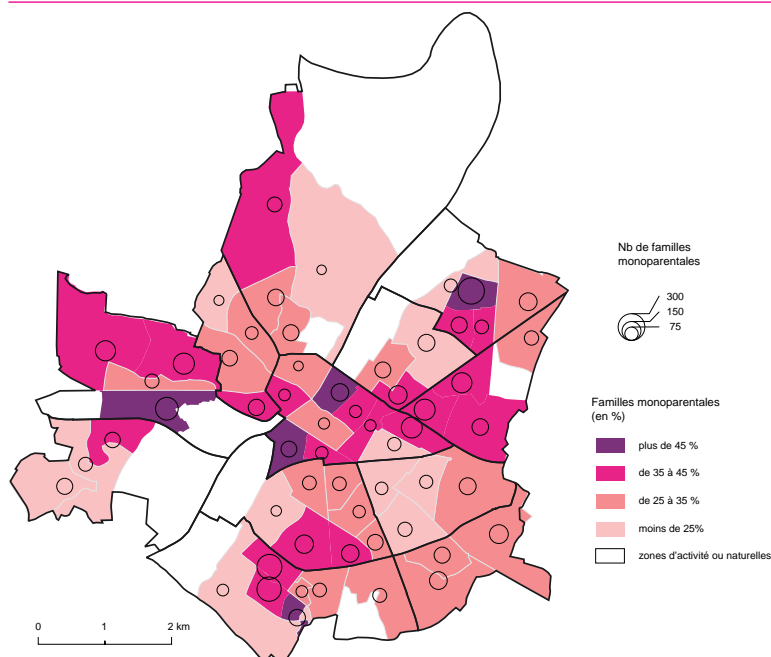 Nb de familles
monoparentales
300
150
75
Familles monoparentales
(en %)
plus de 45 %
de 35 à 45 %
de 25 à 35 %
moins de 25%
zones d'activité ou naturelles
0 1 2 km